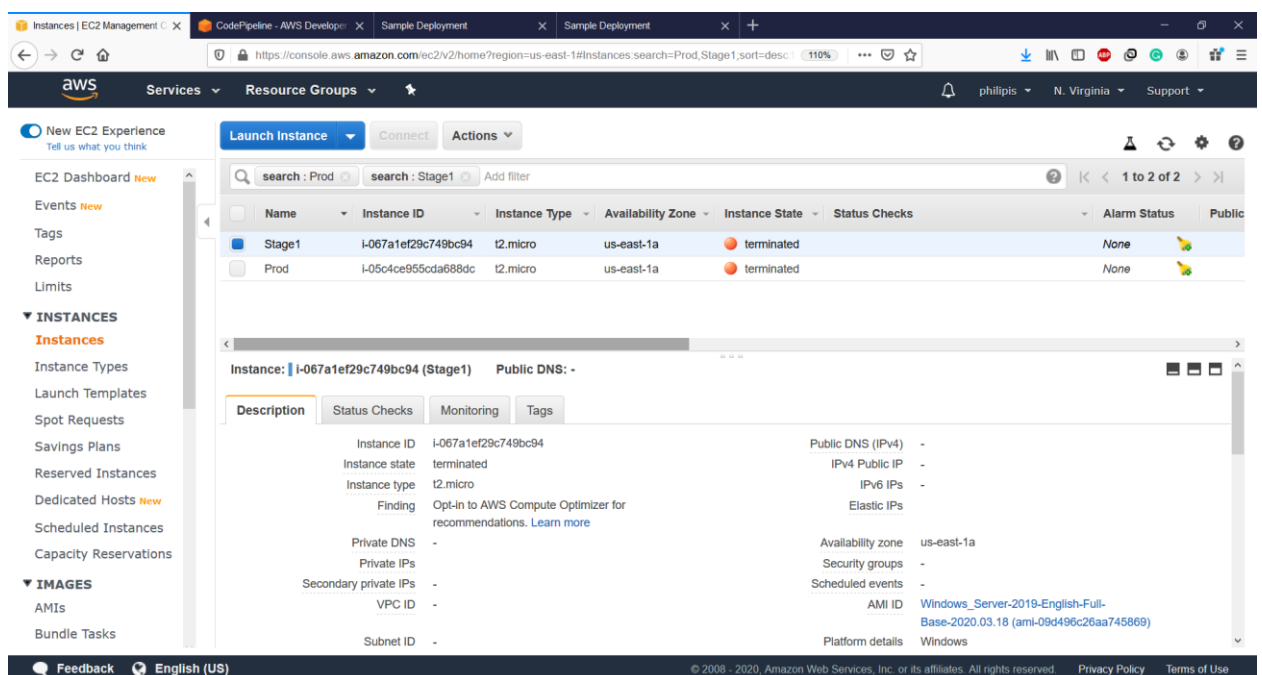 Instances | EC2 Management C
CodePipeline - AWS Developer
Sample Deployment
Sample Deployment
https://console.aws.amazon.com/ec2/v2/home?region=us-east-1#Instances:search=Prod,Stage1;sort=desc:
110%
aws
Services
Resource Groups
philipis
N. Virginia
Support
New EC2 Experience
Tell us what you think
EC2 Dashboard New
Events New
Tags
Reports
Limits
INSTANCES
Instances
Instance Types
Launch Templates
Spot Requests
Savings Plans
Reserved Instances
Dedicated Hosts New
Scheduled Instances
Capacity Reservations
IMAGES
AMIs
Bundle Tasks
Launch Instance
Connect
Actions
search : Prod
search : Stage1
Add filter
1 to 2 of 2
Name Instance ID Instance Type Availability Zone Instance State Status Checks Alarm Status Public
Stage1 i-067a1ef29c749bc94 t2.micro us-east-1a terminated None
Prod i-05c4ce955cda688dc t2.micro us-east-1a terminated None
Instance: i-067a1ef29c749bc94 (Stage1) Public DNS: -
Description Status Checks Monitoring Tags
Instance ID i-067a1ef29c749bc94
Instance state terminated
Instance type t2.micro
Finding Opt-in to AWS Compute Optimizer for
recommendations. Learn more
Private DNS -
Private IPs
Secondary private IPs -
VPC ID -
Subnet ID -
Public DNS (IPv4) -
IPv4 Public IP -
IPv6 IPs -
Elastic IPs
Availability zone us-east-1a
Security groups -
Scheduled events -
AMI ID Windows_Server-2019-English-Full-
Base-2020.03.18 (ami-09d496c26aa745869)
Platform details Windows
Feedback
English (US)
© 2008 - 2020, Amazon Web Services, Inc. or its affiliates. All rights reserved.
Privacy Policy
Terms of Use